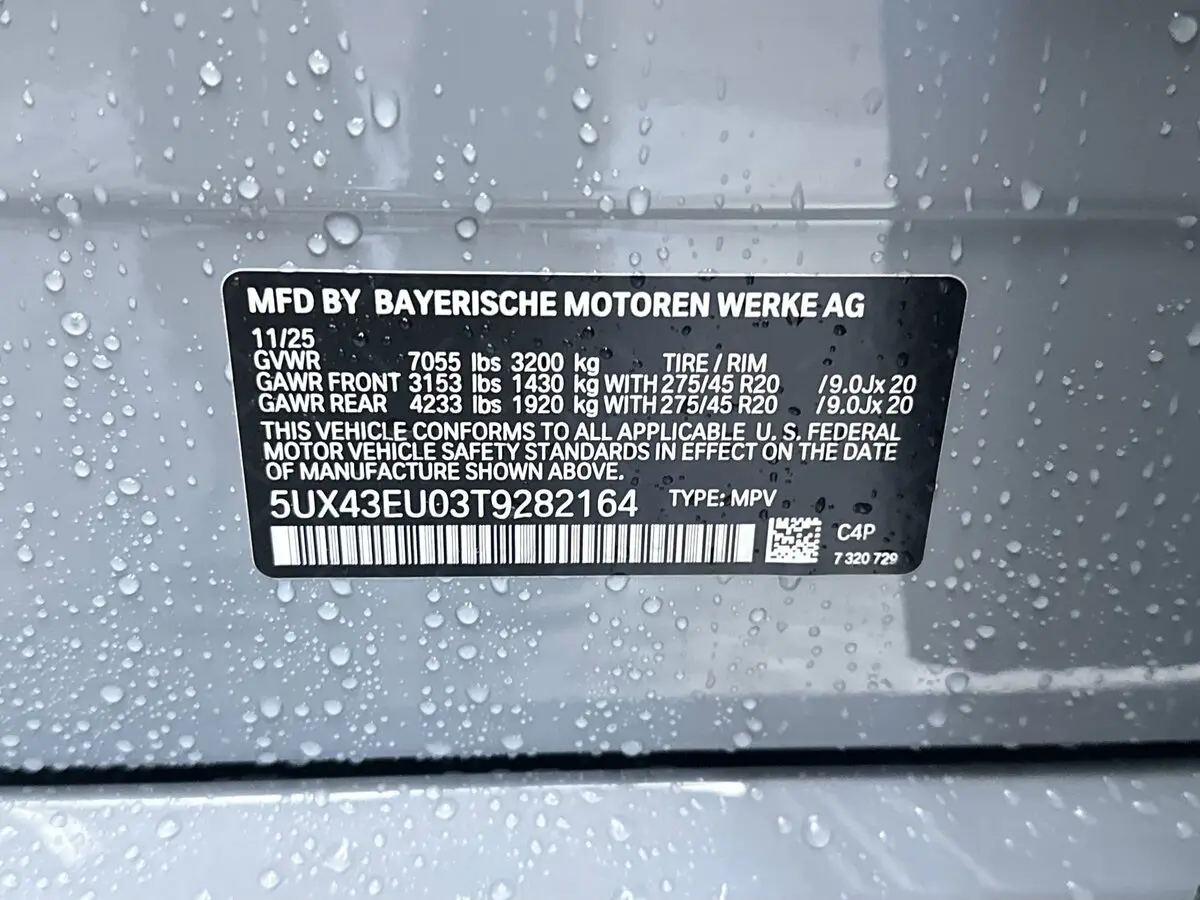 MFD BY BAYERISCHE MOTOREN WERKE AG
11/25
GVWR 7055 lbs 3200 kg TIRE / RIM
GAWR FRONT 3153 lbs 1430 kg WITH 275/45 R20 /9.0Jx 20
GAWR REAR 4233 lbs 1920 kg WITH 275/45 R20 /9.0Jx 20
THIS VEHICLE CONFORMS TO ALL APPLICABLE U. S. FEDERAL
MOTOR VEHICLE SAFETY STANDARDS IN EFFECT ON THE DATE
OF MANUFACTURE SHOWN ABOVE.
5UX43EU03T9282164 TYPE: MPV
C4P
7 320 729